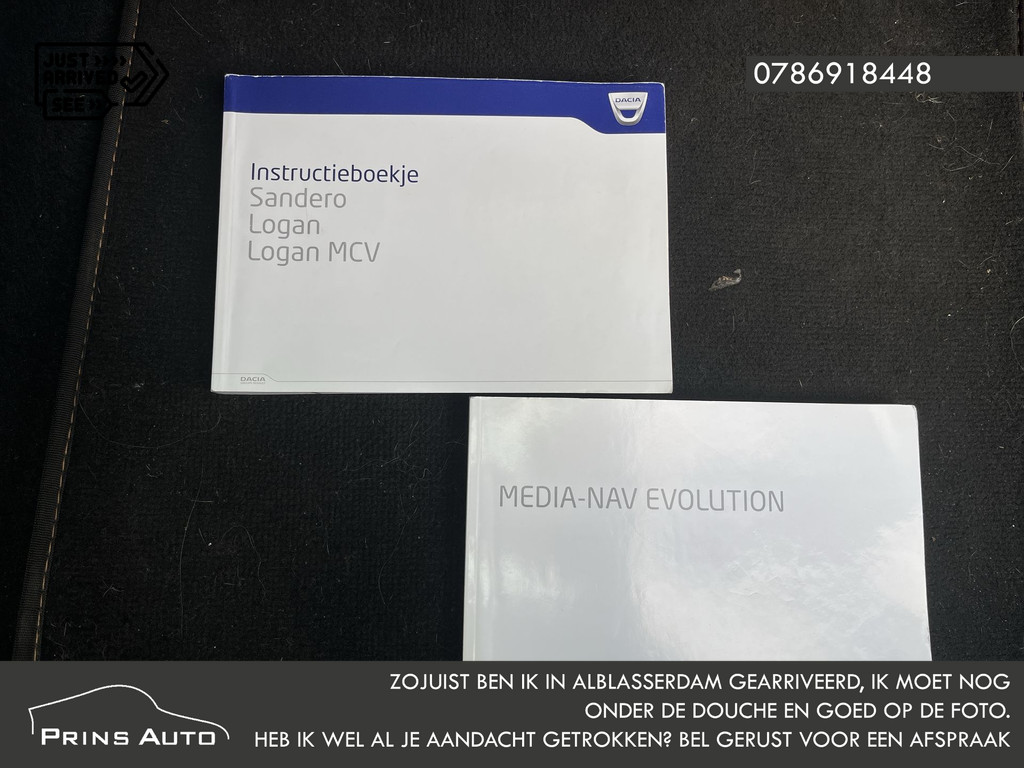 JUST
ARRIVED
SEE
0786918448
DACIA
Instructieboekje
Sandero
Logan
Logan MCV
DACIA
MEDIA-NAV EVOLUTION
PRINS AUTO
ZOJUIST BEN IK IN ALBLASSERDAM GEARRIVEERD, IK MOET NOG
ONDER DE DOUCHE EN GOED OP DE FOTO.
HEB IK WEL AL JE AANDACHT GETROKKEN? BEL GERUST VOOR EEN AFSPRAAK